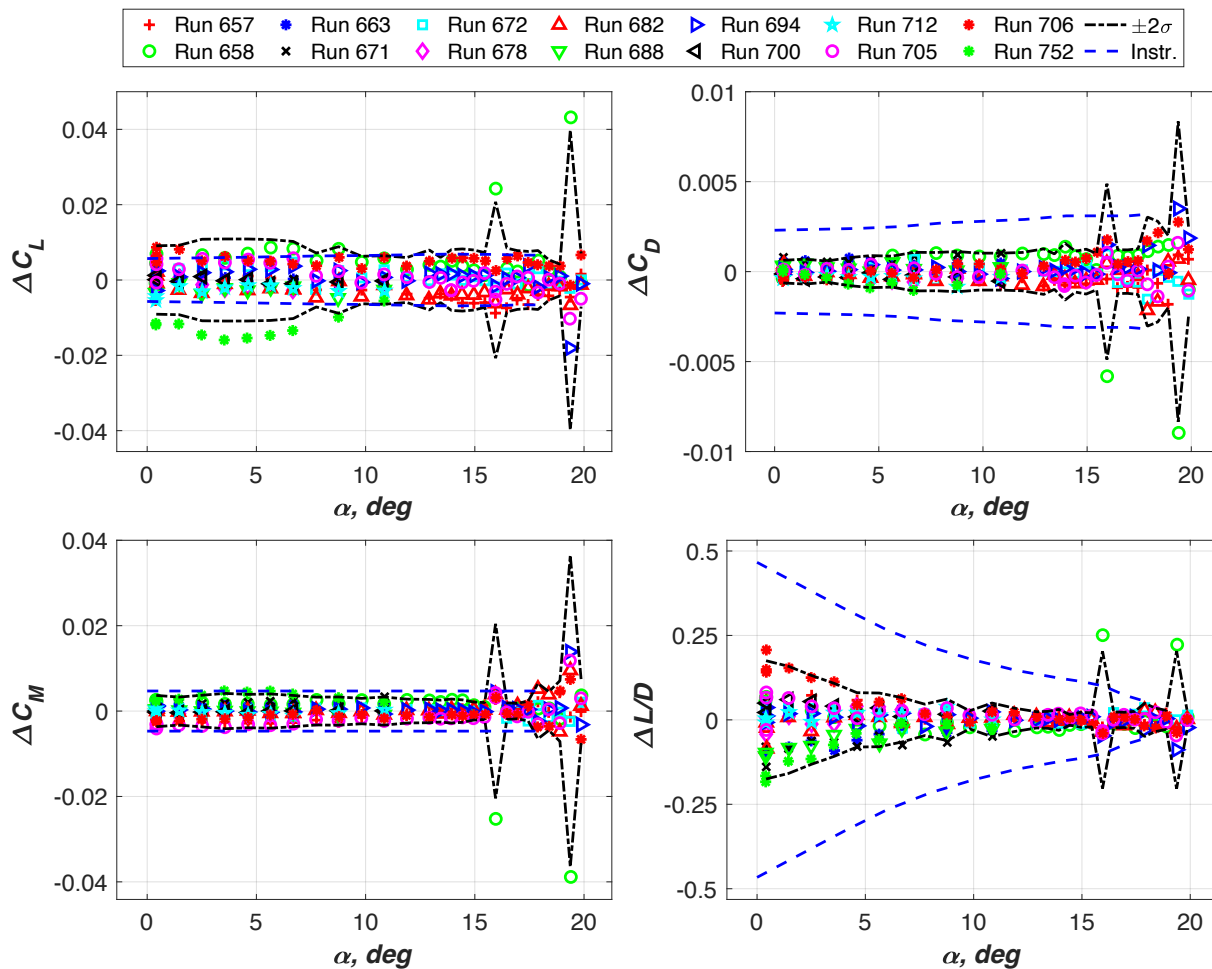 Run 657 Run 663 Run 672 Run 682 Run 694 Run 712 Run 706 ±2σ
Run 658 Run 671 Run 678 Run 688 Run 700 Run 705 Run 752 Instr.
ΔC_L
0.04
0.02
0
-0.02
-0.04
0 5 10 15 20
α, deg
ΔC_D
0.01
0.005
0
-0.005
-0.01
0 5 10 15 20
α, deg
ΔC_M
0.04
0.02
0
-0.02
-0.04
0 5 10 15 20
α, deg
ΔL/D
0.5
0.25
0
-0.25
-0.5
0 5 10 15 20
α, deg